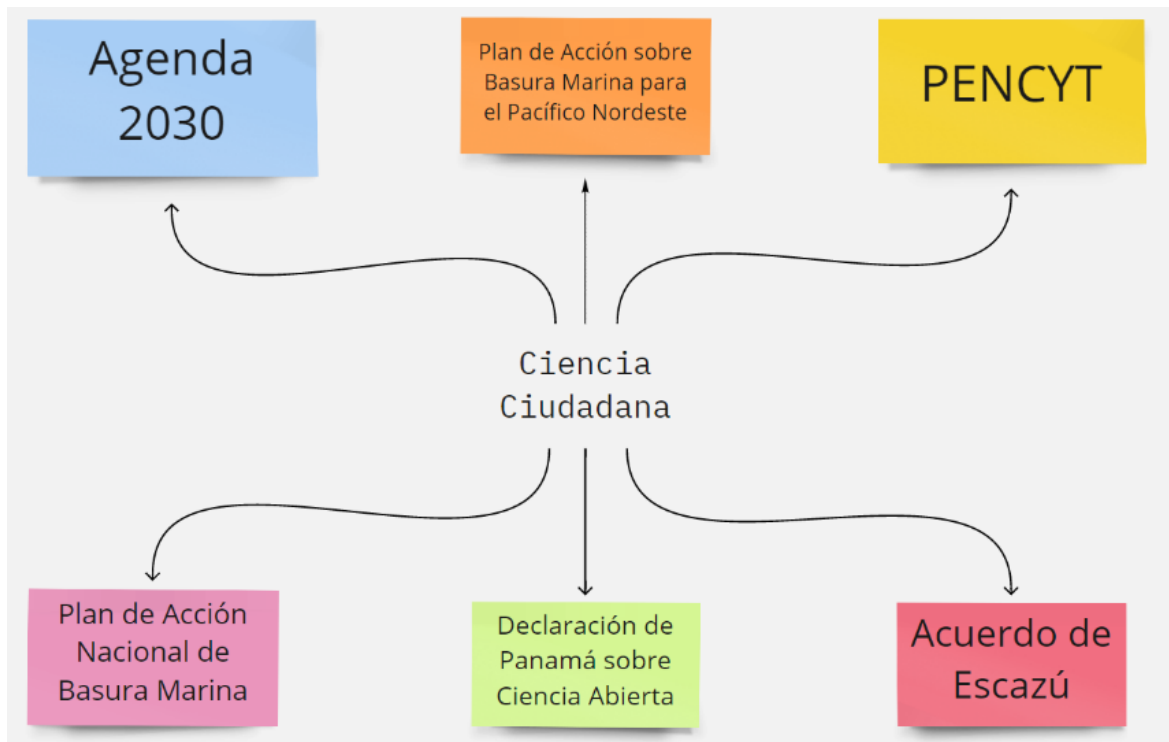 Agenda
2030
Plan de Acción sobre
Basura Marina para
el Pacífico Nordeste
PENCYT
Ciencia
Ciudadana
Plan de Acción
Nacional de
Basura Marina
Declaración de
Panamá sobre
Ciencia Abierta
Acuerdo de
Escazú